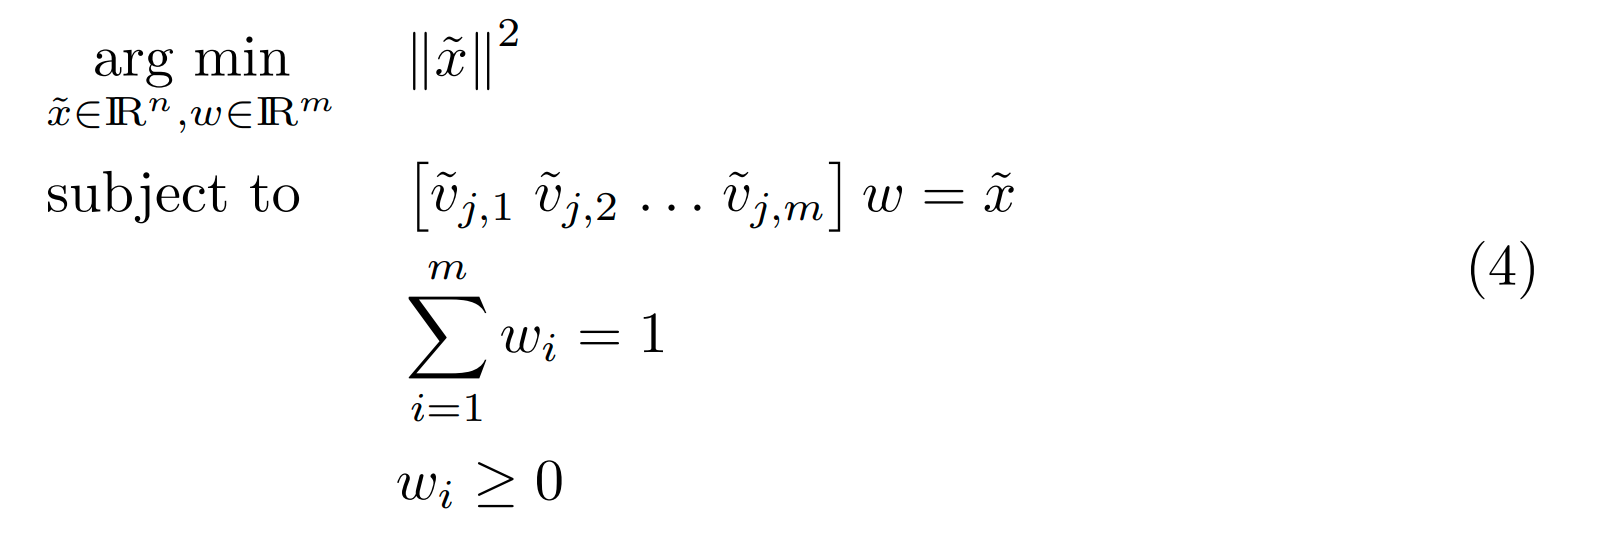 arg min ‖x̃‖²
x̃∈ℝⁿ,w∈ℝᵐ
subject to [ṽ_{j,1} ṽ_{j,2} … ṽ_{j,m}] w = x̃
(4)
∑_{i=1}^{m} w_i = 1
w_i ≥ 0